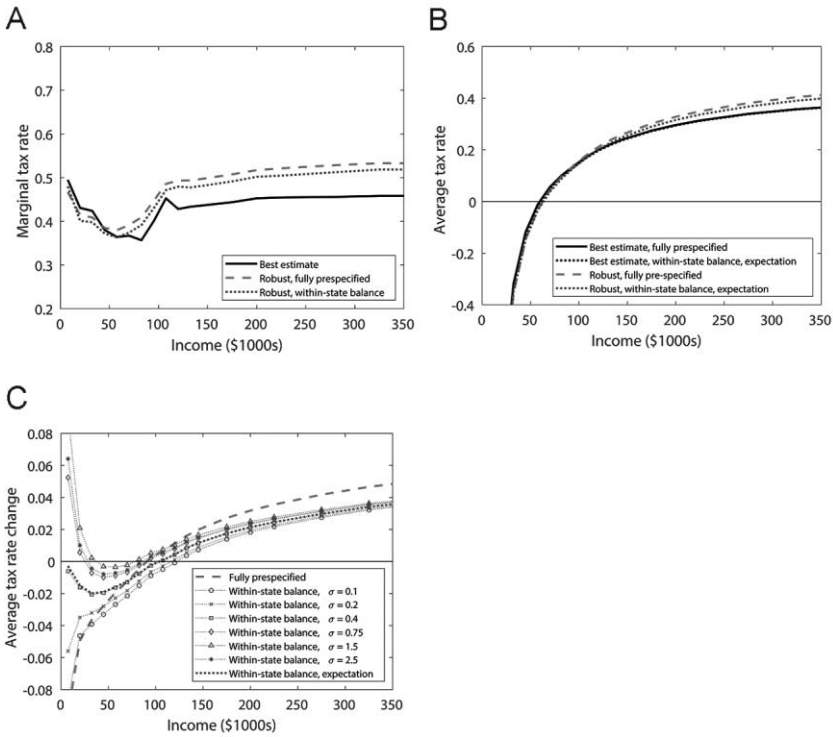 A
0.8
0.7
0.6
0.5
0.4
0.3
0.2
Marginal tax rate
Best estimate
Robust, fully prespecified
Robust, within-state balance
0 50 100 150 200 250 300 350
Income ($1000s)
B
0.6
0.4
0.2
0
-0.2
-0.4
Average tax rate
Best estimate, fully prespecified
Best estimate, within-state balance, expectation
Robust, fully pre-specified
Robust, within-state balance, expectation
0 50 100 150 200 250 300 350
Income ($1000s)
C
0.08
0.06
0.04
0.02
0
-0.02
-0.04
-0.06
-0.08
Average tax rate change
Fully prespecified
Within-state balance, σ = 0.1
Within-state balance, σ = 0.2
Within-state balance, σ = 0.4
Within-state balance, σ = 0.75
Within-state balance, σ = 1.5
Within-state balance, σ = 2.5
Within-state balance, expectation
0 50 100 150 200 250 300 350
Income ($1000s)